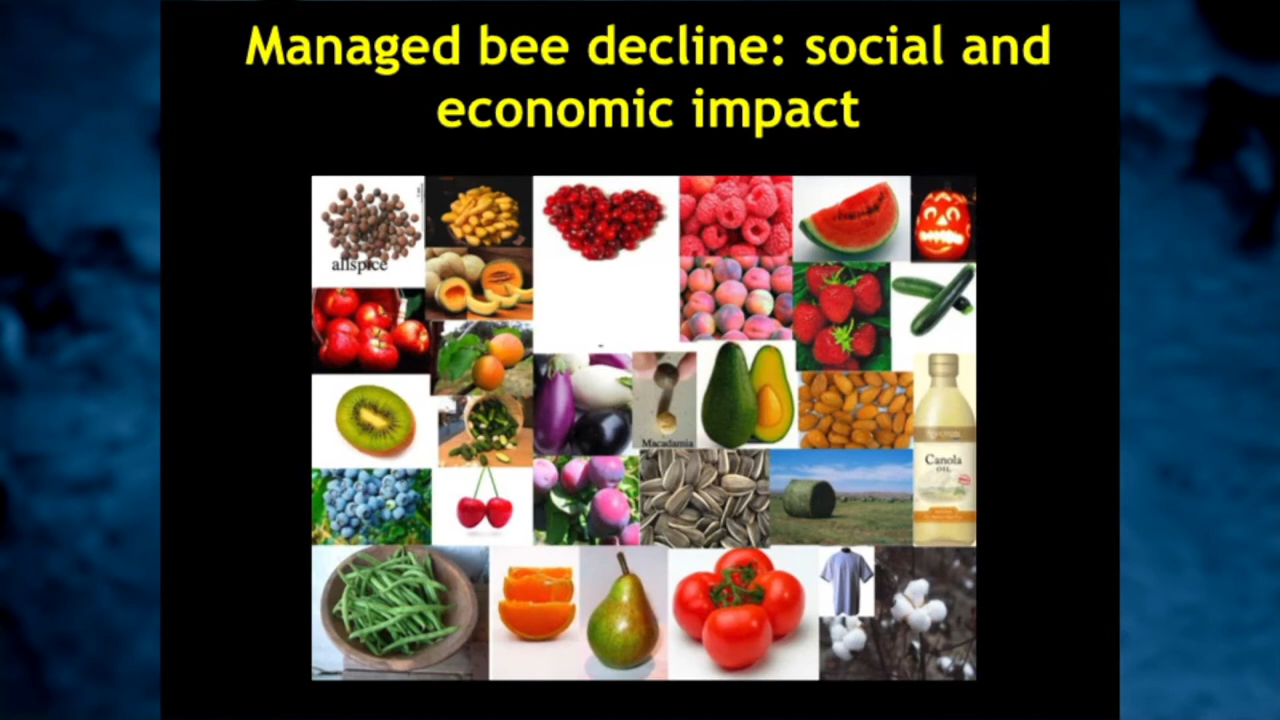 Managed bee decline: social and
economic impact
allspice
Macadamia
Canola
OIL